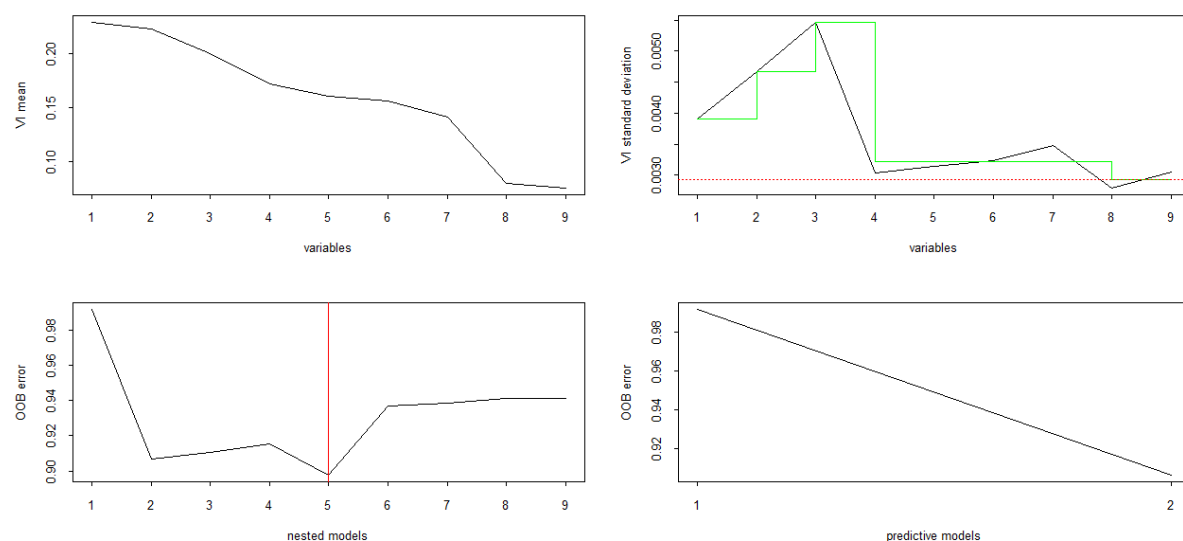 VI mean
0.10 0.15 0.20
1 2 3 4 5 6 7 8 9
variables
VI standard deviation
0.0030 0.0040 0.0050
1 2 3 4 5 6 7 8 9
variables
OOB error
0.90 0.92 0.94 0.96 0.98
1 2 3 4 5 6 7 8 9
nested models
OOB error
0.92 0.94 0.96 0.98
1 2
predictive models